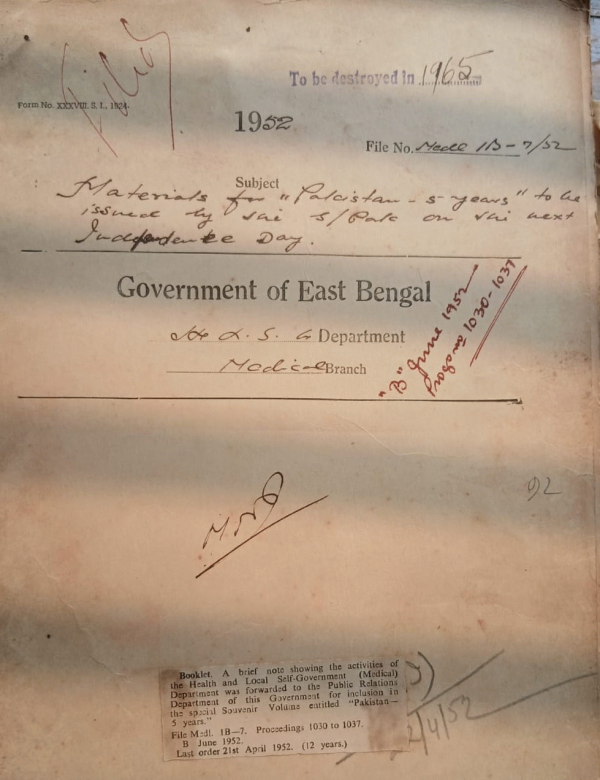 Filed
To be destroyed in 1965
Form No. XXXVIII. S. I., 1924.
1952
File No. Medl 1B-7/52
Subject
Materials for "Pakistan - 5 years" to be
issued by the G/Pak on the next
Independence Day.
Government of East Bengal
H & L. S. G Department
Medical Branch
"B" June 1952
Progs nos 1030-1037
92
Booklet. A brief note showing the activities of
the Health and Local Self-Government (Medical)
Department was forwarded to the Public Relations
Department of this Government for inclusion in
the special Souvenir Volume entitled "Pakistan—
5 years."
File Medl. 1B—7. Proceedings 1030 to 1037.
B June 1952.
Last order 21st April 1952. (12 years.)
/4/52